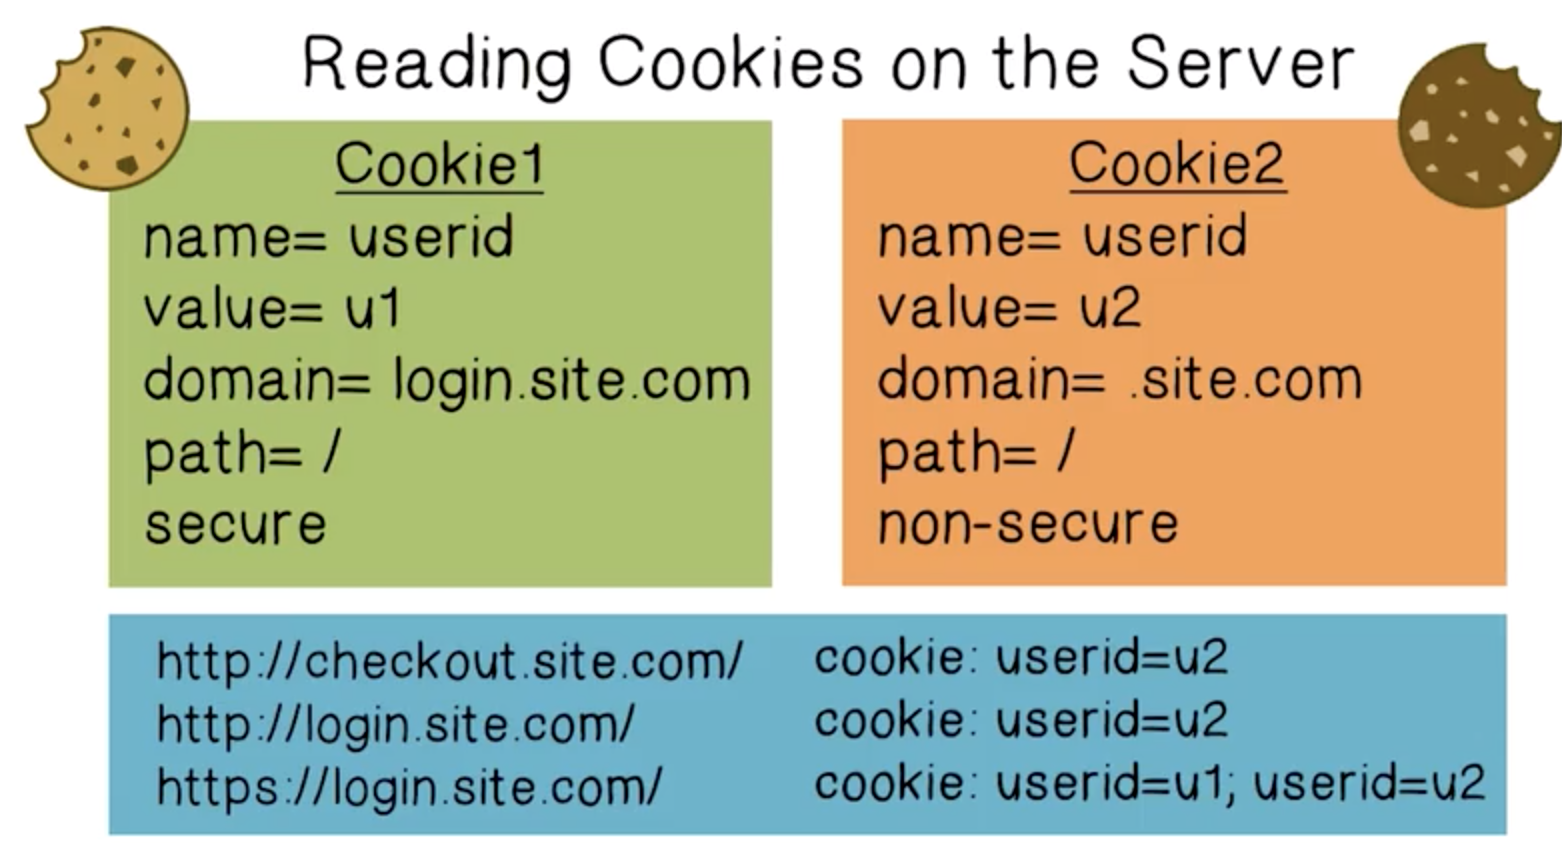 Reading Cookies on the Server
Cookie1
name= userid
value= u1
domain= login.site.com
path= /
secure
Cookie2
name= userid
value= u2
domain= .site.com
path= /
non-secure
http://checkout.site.com/ cookie: userid=u2
http://login.site.com/ cookie: userid=u2
https://login.site.com/ cookie: userid=u1; userid=u2